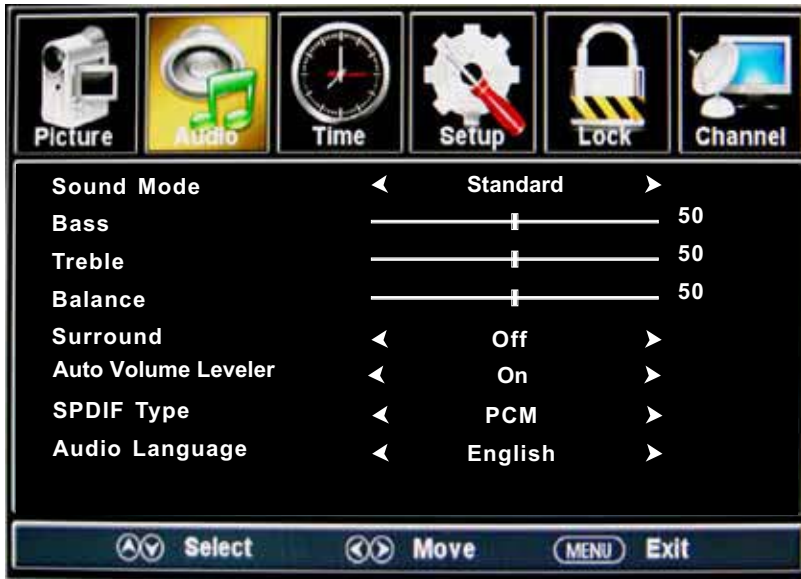 Picture Audio Time Setup Lock Channel
Sound Mode Standard
Bass 50
Treble 50
Balance 50
Surround Off
Auto Volume Leveler On
SPDIF Type PCM
Audio Language English
Select Move MENU Exit